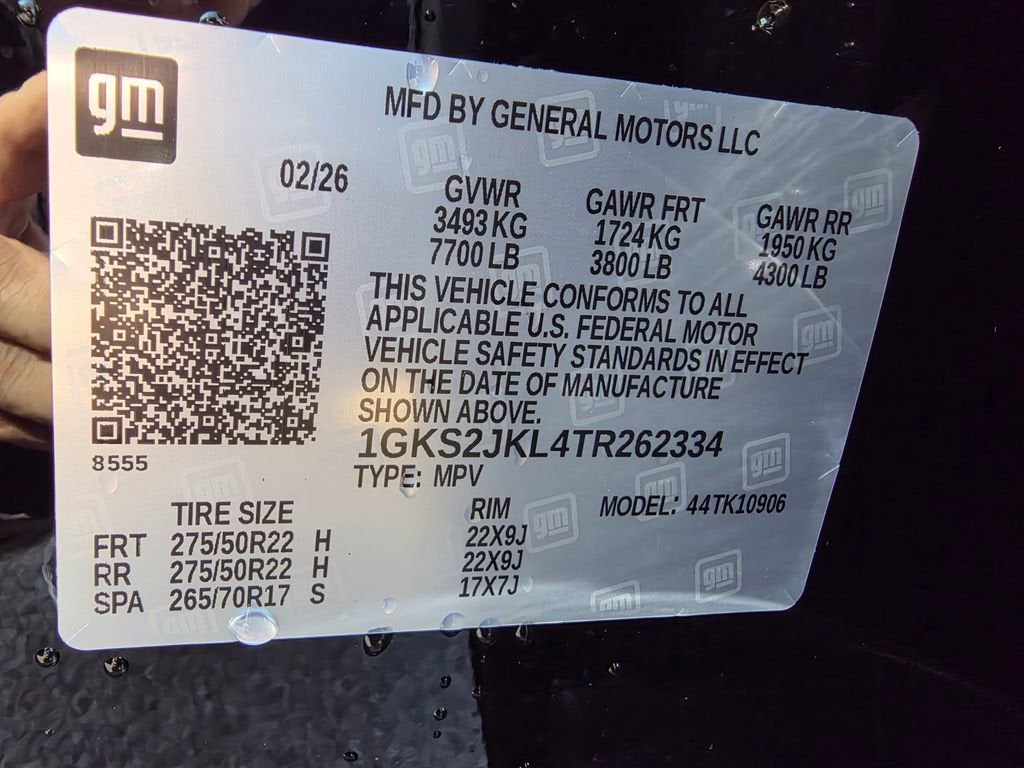 gm
MFD BY GENERAL MOTORS LLC
02/26
GVWR GAWR FRT GAWR RR
3493 KG 1724 KG 1950 KG
7700 LB 3800 LB 4300 LB
THIS VEHICLE CONFORMS TO ALL
APPLICABLE U.S. FEDERAL MOTOR
VEHICLE SAFETY STANDARDS IN EFFECT
ON THE DATE OF MANUFACTURE
SHOWN ABOVE.
1GKS2JKL4TR262334
8555
TYPE: MPV
TIRE SIZE RIM MODEL: 44TK10906
FRT 275/50R22 H 22X9J
RR 275/50R22 H 22X9J
SPA 265/70R17 S 17X7J